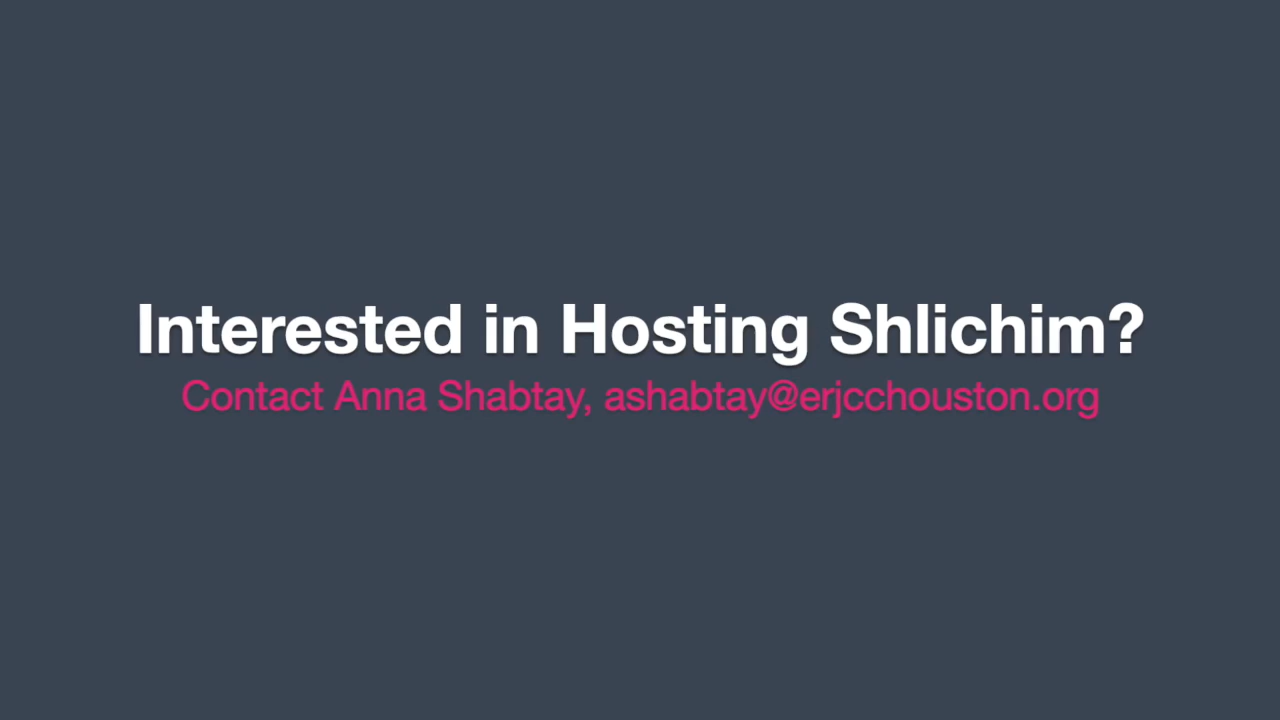 Interested in Hosting Shlichim?
Contact Anna Shabtay, ashabtay@erjcchouston.org